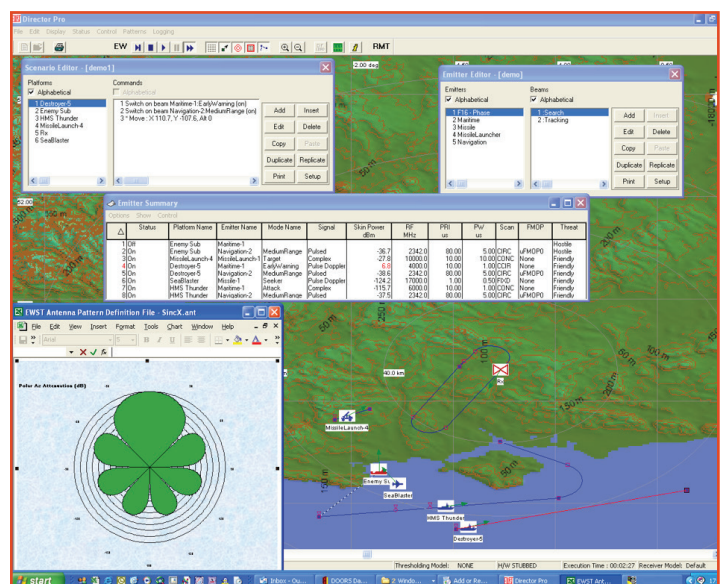 Director Pro
File Edit Display Status Control Patterns Logging
EW RMT
-2.00 deg
Scenario Editor - [demo1]
Platforms Commands
Alphabetical Alphabetical
1 Destroyer-5
2 Enemy Sub
3 HMS Thunder
4 MissileLaunch-4
5 Rx
6 SeaBlaster
1 Switch on beam Maritime-1:EarlyWarning (on)
2 Switch on beam Navigation-2:MediumRange (on)
3 * Move : X 110.7, Y -107.6, Alt 0
Add Insert
Edit Delete
Copy Paste
Duplicate Replicate
Print Setup
Emitter Editor - [demo]
Emitters Beams
Alphabetical Alphabetical
1 F16 - Phase
2 Maritime
3 Missile
4 MissileLauncher
5 Navigation
1 :Search
2 :Tracking
Add Insert
Edit Delete
Copy Paste
Duplicate Replicate
Print Setup
50 m
52.00
300 m
Emitter Summary
Options Show Control
Status Platform Name Emitter Name Mode Name Signal Skin Power dBm RF MHz PRI us PW us Scan FMOP Threat
1 Off Enemy Sub Maritime-1 Hostile
2 On Enemy Sub Navigation-2 MediumRange Pulsed -36.7 2342.0 80.00 5.00 CIRC uFMOP0 Hostile
3 On MissileLaunch-4 MissileLaunch-1 Target Complex -27.8 10000.0 10.00 10.00 CONC None Friendly
4 On Destroyer-5 Maritime-1 EarlyWarning Pulse Doppler 6.8 4000.0 10.00 1.00 CCIR None Friendly
5 On Destroyer-5 Navigation-2 MediumRange Pulsed -38.6 2342.0 80.00 5.00 CIRC uFMOP0 Friendly
6 On SeaBlaster Missile-1 Seeker Pulse Doppler -124.2 17000.0 1.00 0.50 FIXD None Friendly
7 On HMS Thunder Maritime-1 Attack Complex -115.7 6000.0 10.00 1.00 CONC None Friendly
8 On HMS Thunder Navigation-2 MediumRange Pulsed -37.5 2342.0 80.00 5.00 CIRC uFMOP0 Friendly
EWST Antenna Pattern Definition File - SincX.ant
File Edit View Insert Format Tools Chart Window Help
Arial
Polar Az Attenuation (dB)
50 m
250 m
100 m
50 m
100 m
150 m
50 m
40.0 km
Rx
MissileLaunch-4
150 m
50 m
Enemy Su
SeaBlaster
HMS Thunder
Destroyer-5
Thresholding Model: NONE H/W STUBBED Execution Time : 00:02:27 Receiver Model: Default
start Inbox - Ou... DOORS Da... 2 Windo... Add or Re... Director Pro EWST Ant...